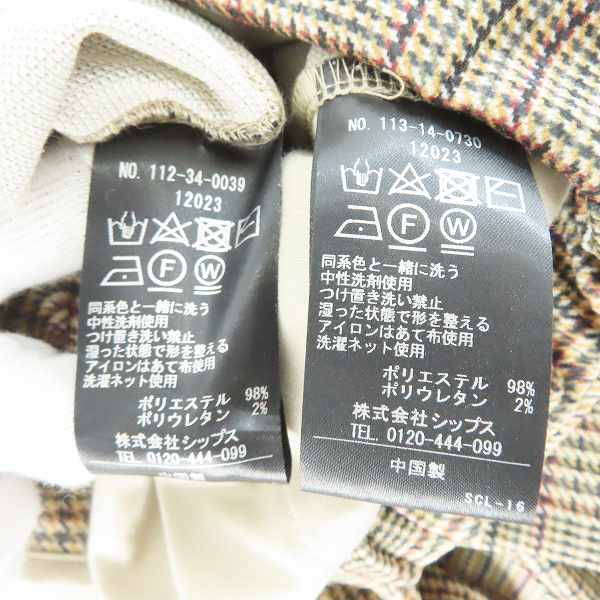 NO. 112-34-0039
12023
F
W
同系色と一緒に洗う
中性洗剤使用
つけ置き洗い禁止
湿った状態で形を整える
アイロンはあて布使用
洗濯ネット使用
ポリエステル 98%
ポリウレタン 2%
株式会社シップス
TEL. 0120-444-099
NO. 113-14-0730
12023
F
W
同系色と一緒に洗う
中性洗剤使用
つけ置き洗い禁止
湿った状態で形を整える
アイロンはあて布使用
洗濯ネット使用
ポリエステル 98%
ポリウレタン 2%
株式会社シップス
TEL. 0120-444-099
中国製
SCL-16